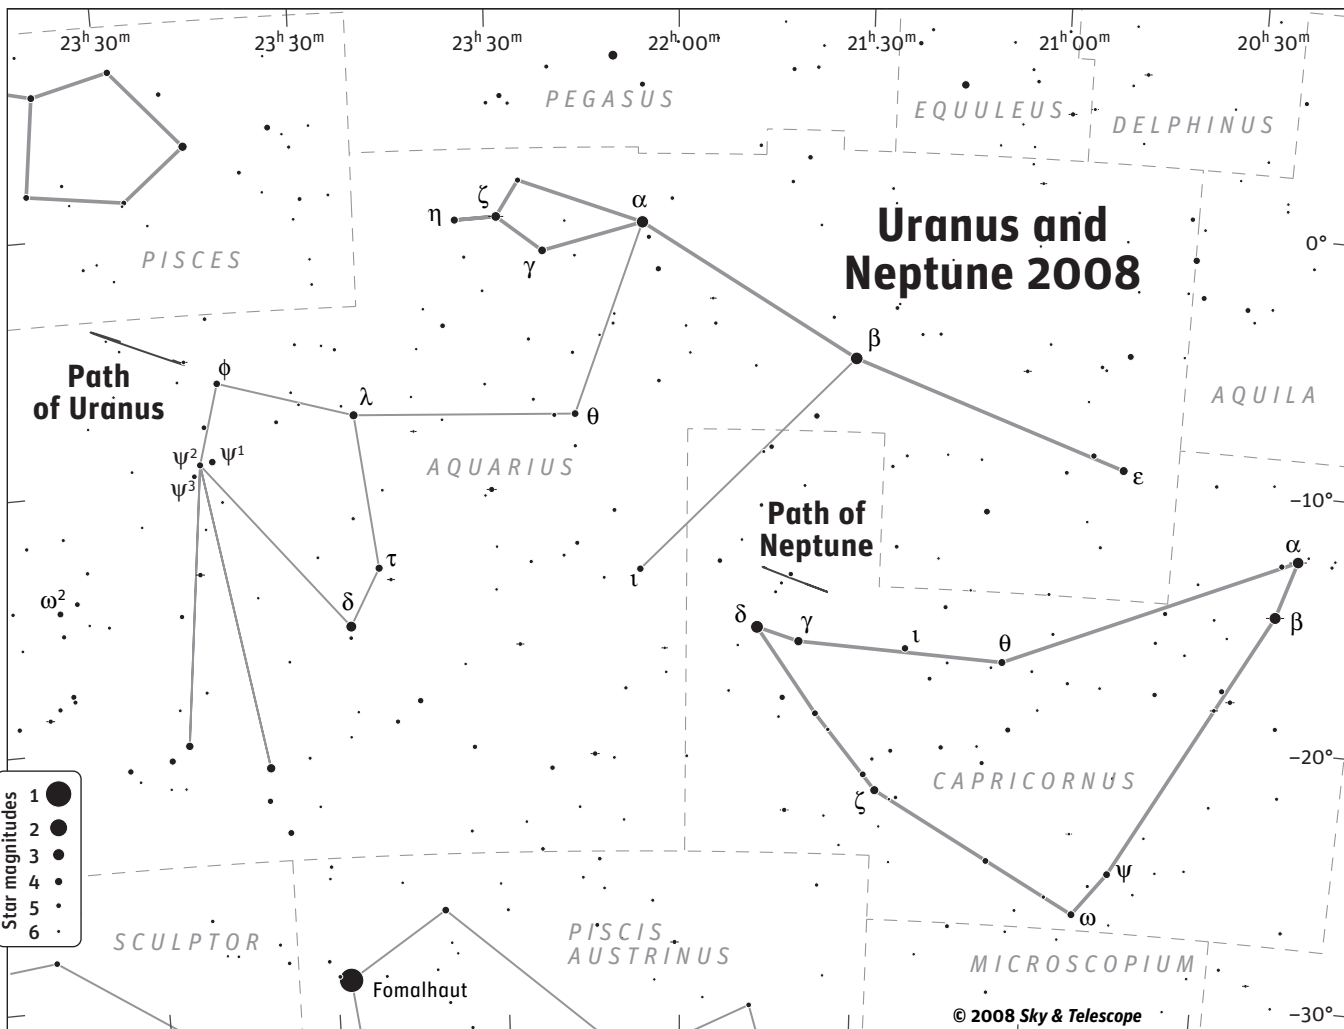 23h 30m 23h 30m 23h 30m 22h 00m 21h 30m 21h 00m 20h 30m
PEGASUS
EQUULEUS
DELPHINUS
ζ
η
α
γ
Uranus and
Neptune 2008
0°
PISCES
β
Path
of Uranus
φ
λ
θ
AQUILA
ψ² ψ¹
ψ³
AQUARIUS
ε
-10°
Path of
Neptune
α
τ
ι
ω²
δ
δ
γ
ι
θ
β
-20°
CAPRICORNUS
ζ
Star magnitudes
1
2
3
4
5
6
ψ
ω
SCULPTOR
PISCIS
AUSTRINUS
MICROSCOPIUM
Fomalhaut
© 2008 Sky & Telescope
-30°